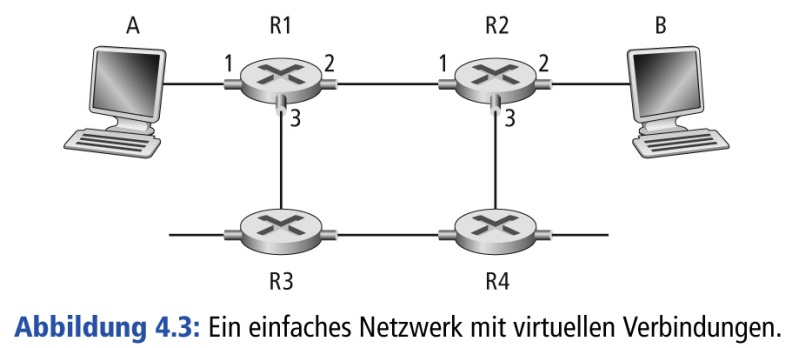 A R1 R2 B
1 2 1 2
3 3
R3 R4
Abbildung 4.3: Ein einfaches Netzwerk mit virtuellen Verbindungen.